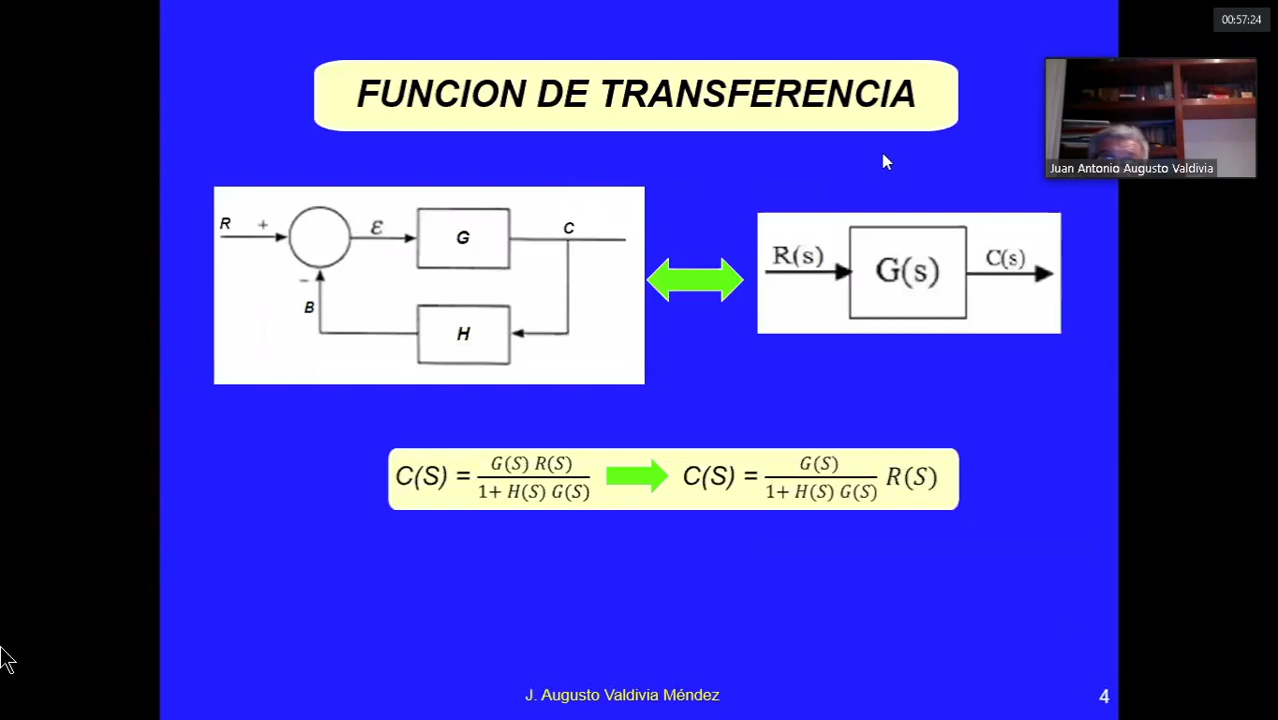 00:57:24
FUNCION DE TRANSFERENCIA
Juan Antonio Augusto Valdivia
R + ε G C
− B H
R(s) G(s) C(s)
C(S) = G(S) R(S) / 1+ H(S) G(S) C(S) = G(S) / 1+ H(S) G(S) R(S)
J. Augusto Valdivia Méndez
4